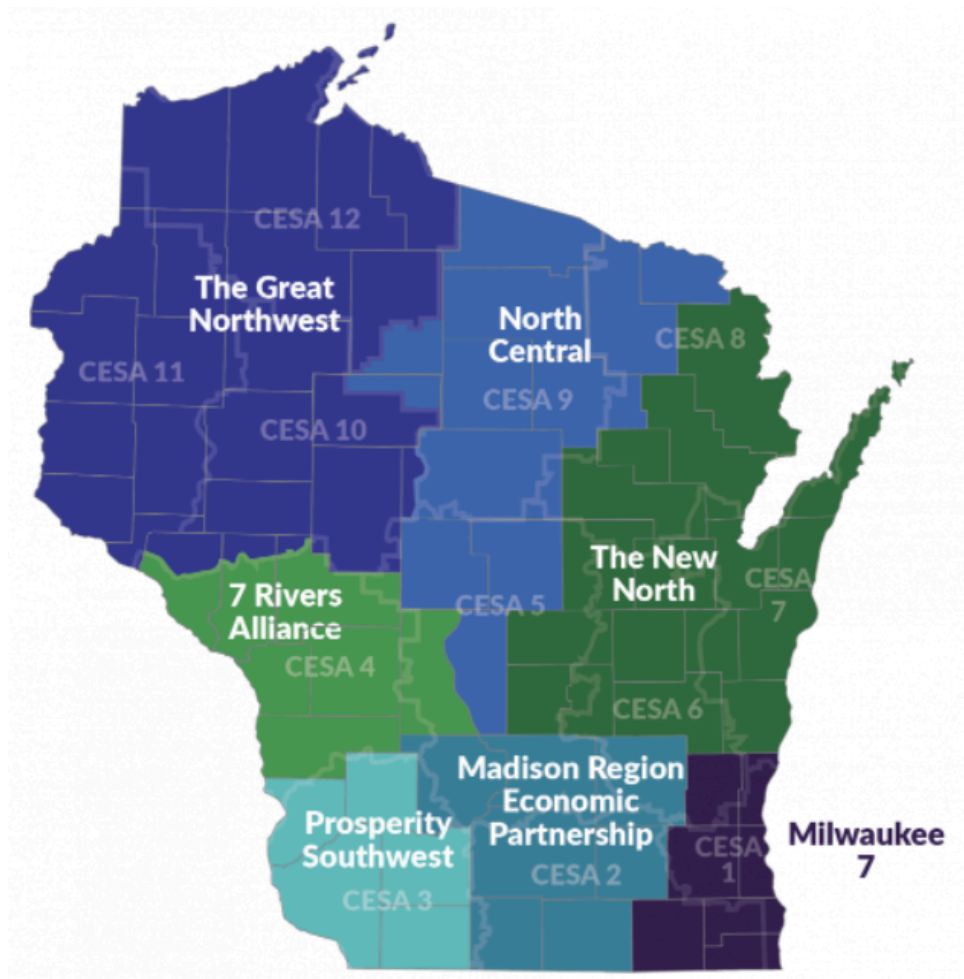 CESA 12
The Great
Northwest
North
Central
CESA 8
CESA 11
CESA 9
CESA 10
The New
North
CESA
7
7 Rivers
Alliance
CESA 5
CESA 4
CESA 6
Madison Region
Economic
Partnership
Prosperity
Southwest
CESA
1
Milwaukee
7
CESA 2
CESA 3